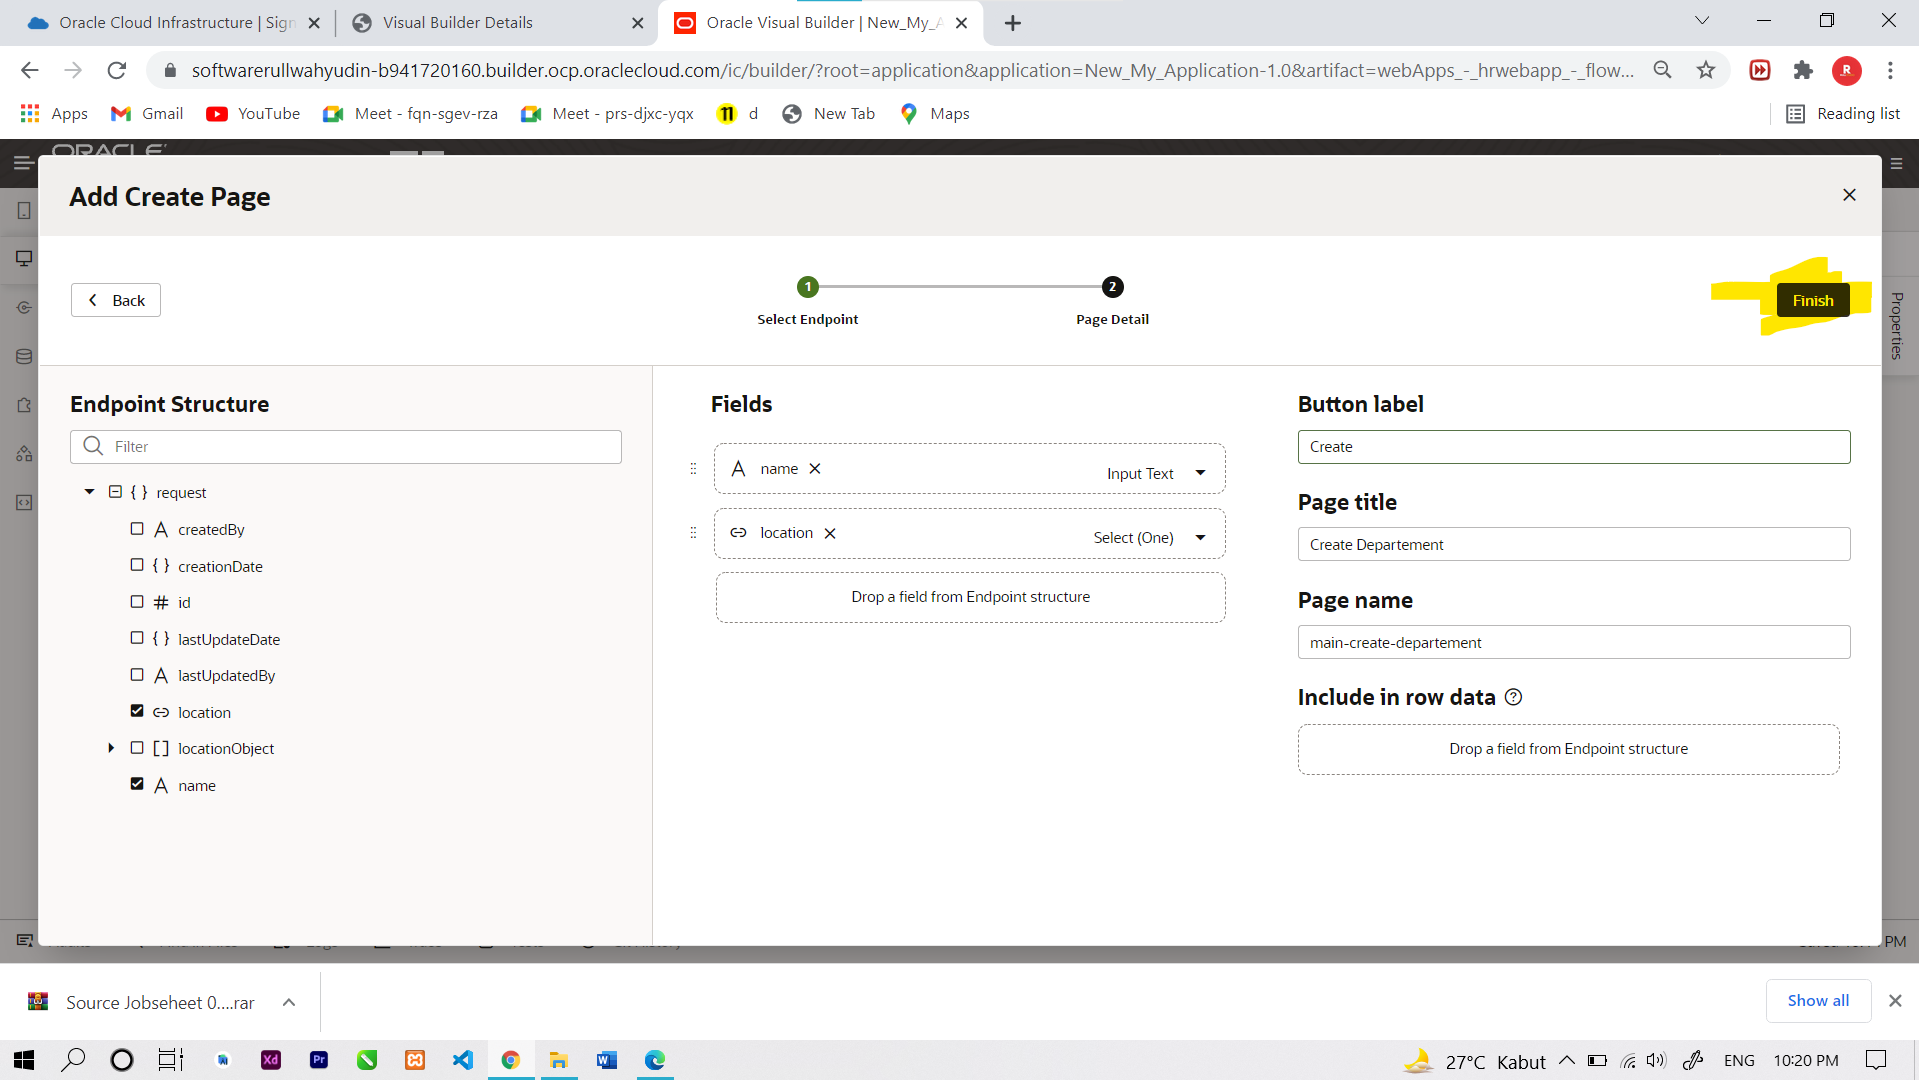 Oracle Cloud Infrastructure | Sign
Visual Builder Details
Oracle Visual Builder | New_My_A
softwarerullwahyudin-b941720160.builder.ocp.oraclecloud.com/ic/builder/?root=application&application=New_My_Application-1.0&artifact=webApps_-_hrwebapp_-_flow...
R
Apps
Gmail
YouTube
Meet - fqn-sgev-rza
Meet - prs-djxc-yqx
11 d
New Tab
Maps
Reading list
ORACLE
Add Create Page
Back
1
2
Select Endpoint
Page Detail
Finish
Properties
Endpoint Structure
Filter
request
createdBy
creationDate
id
lastUpdateDate
lastUpdatedBy
location
locationObject
name
Fields
name
Input Text
location
Select (One)
Drop a field from Endpoint structure
Button label
Create
Page title
Create Departement
Page name
main-create-departement
Include in row data
Drop a field from Endpoint structure
PM
Source Jobseheet 0....rar
Show all
Xd
Pr
27°C Kabut
ENG
10:20 PM